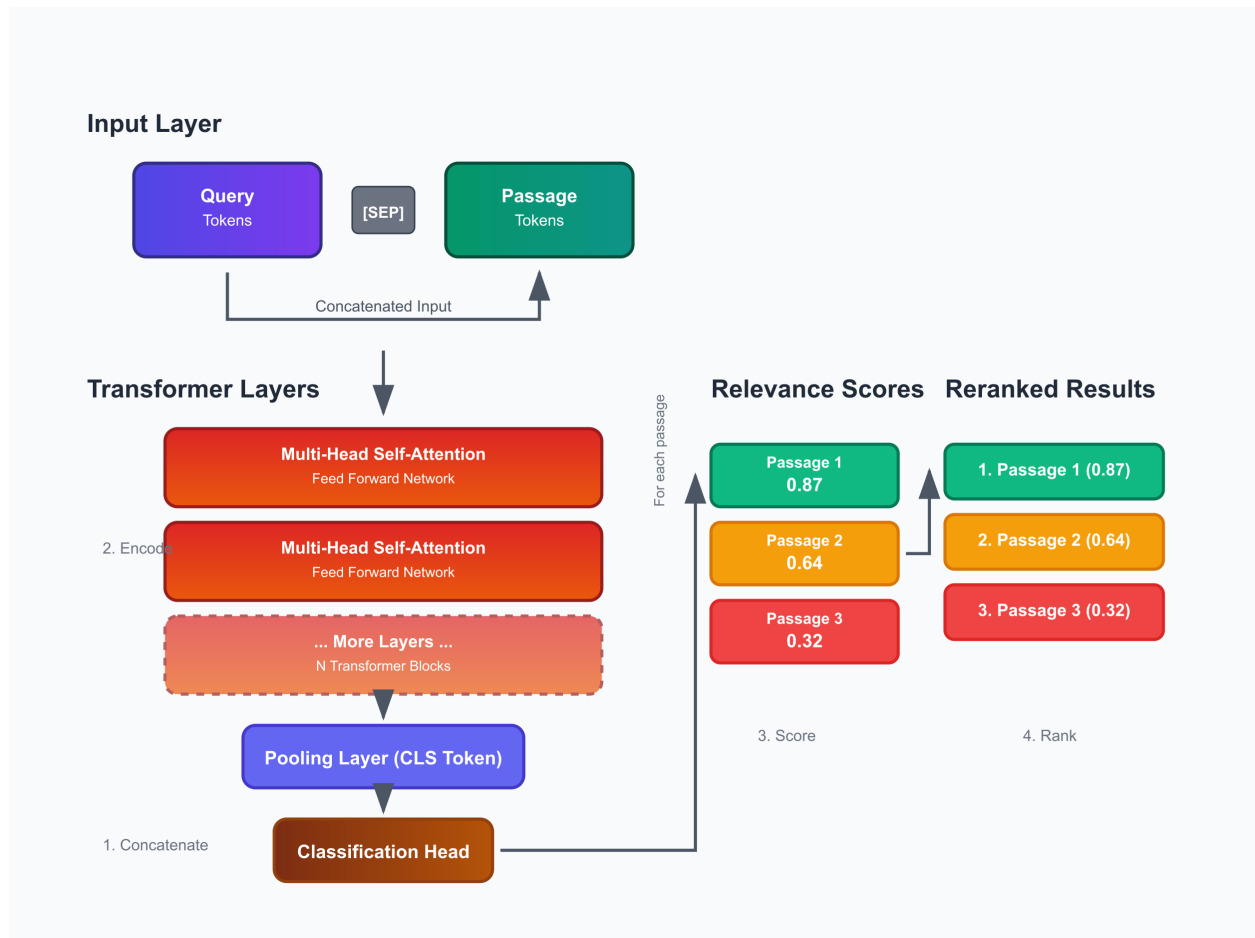 Input Layer
Query
Tokens
[SEP]
Passage
Tokens
Concatenated Input
Transformer Layers
Multi-Head Self-Attention
Feed Forward Network
2. Encode
Multi-Head Self-Attention
Feed Forward Network
... More Layers ...
N Transformer Blocks
Pooling Layer (CLS Token)
1. Concatenate
Classification Head
For each passage
Relevance Scores
Passage 1
0.87
Passage 2
0.64
Passage 3
0.32
3. Score
Reranked Results
1. Passage 1 (0.87)
2. Passage 2 (0.64)
3. Passage 3 (0.32)
4. Rank